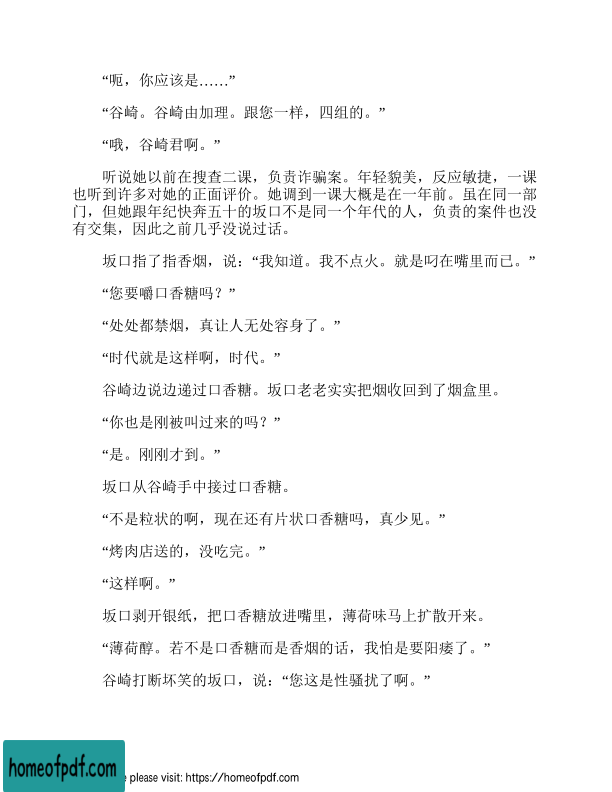 “呃，你应该是……”
“谷崎。谷崎由加理。跟您一样，四组的。”
“哦，谷崎君啊。”
听说她以前在搜查二课，负责诈骗案。年轻貌美，反应敏捷，一课
也听到许多对她的正面评价。她调到一课大概是在一年前。虽在同一部
门，但她跟年纪快奔五十的坂口不是同一个年代的人，负责的案件也没
有交集，因此之前几乎没说过话。
坂口指了指香烟，说：“我知道。我不点火。就是叼在嘴里而已。”
“您要嚼口香糖吗？”
“处处都禁烟，真让人无处容身了。”
“时代就是这样啊，时代。”
谷崎边说边递过口香糖。坂口老老实实把烟收回到了烟盒里。
“你也是刚被叫过来的吗？”
“是。刚刚才到。”
坂口从谷崎手中接过口香糖。
“不是粒状的啊，现在还有片状口香糖吗，真少见。”
“烤肉店送的，没吃完。”
“这样啊。”
坂口剥开银纸，把口香糖放进嘴里，薄荷味马上扩散开来。
“薄荷醇。若不是口香糖而是香烟的话，我怕是要阳痿了。”
谷崎打断坏笑的坂口，说：“您这是性骚扰了啊。”
homeofpdf.com
e please visit: https://homeofpdf.com